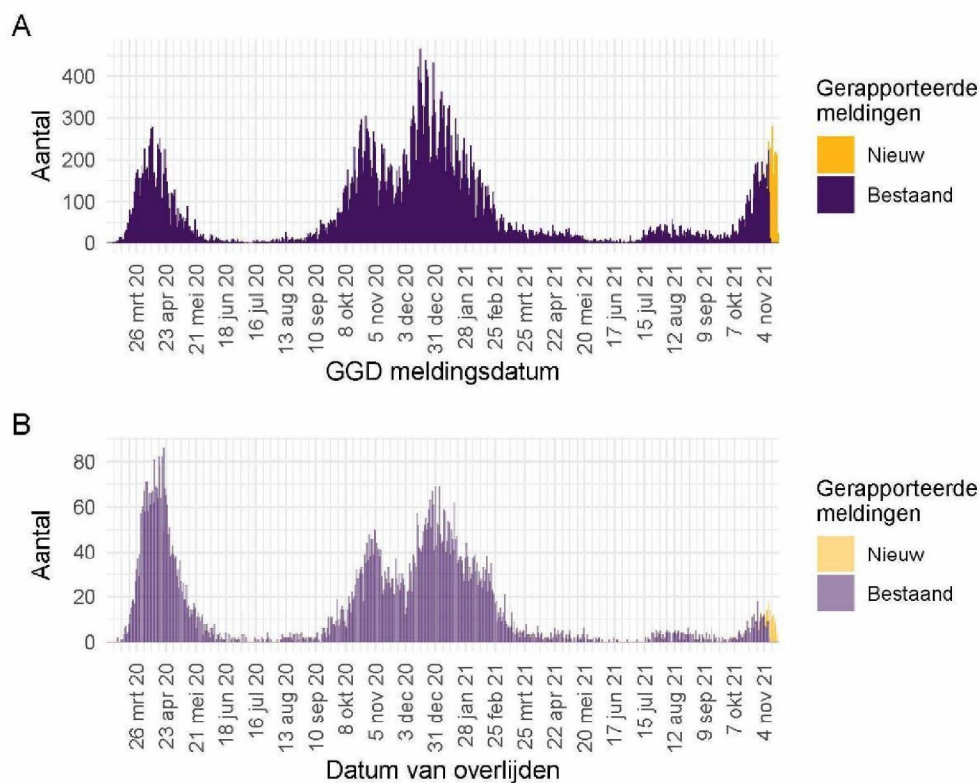 A
Aantal
400
300
200
100
0
26 mrt 20
23 apr 20
21 mei 20
18 jun 20
16 jul 20
13 aug 20
10 sep 20
8 okt 20
5 nov 20
3 dec 20
31 dec 20
28 jan 21
25 feb 21
25 mrt 21
22 apr 21
20 mei 21
17 jun 21
15 jul 21
12 aug 21
9 sep 21
7 okt 21
4 nov 21
GGD meldingsdatum
Gerapporteerde
meldingen
Nieuw
Bestaand
B
Aantal
80
60
40
20
0
26 mrt 20
23 apr 20
21 mei 20
18 jun 20
16 jul 20
13 aug 20
10 sep 20
8 okt 20
5 nov 20
3 dec 20
31 dec 20
28 jan 21
25 feb 21
25 mrt 21
22 apr 21
20 mei 21
17 jun 21
15 jul 21
12 aug 21
9 sep 21
7 okt 21
4 nov 21
Datum van overlijden
Gerapporteerde
meldingen
Nieuw
Bestaand